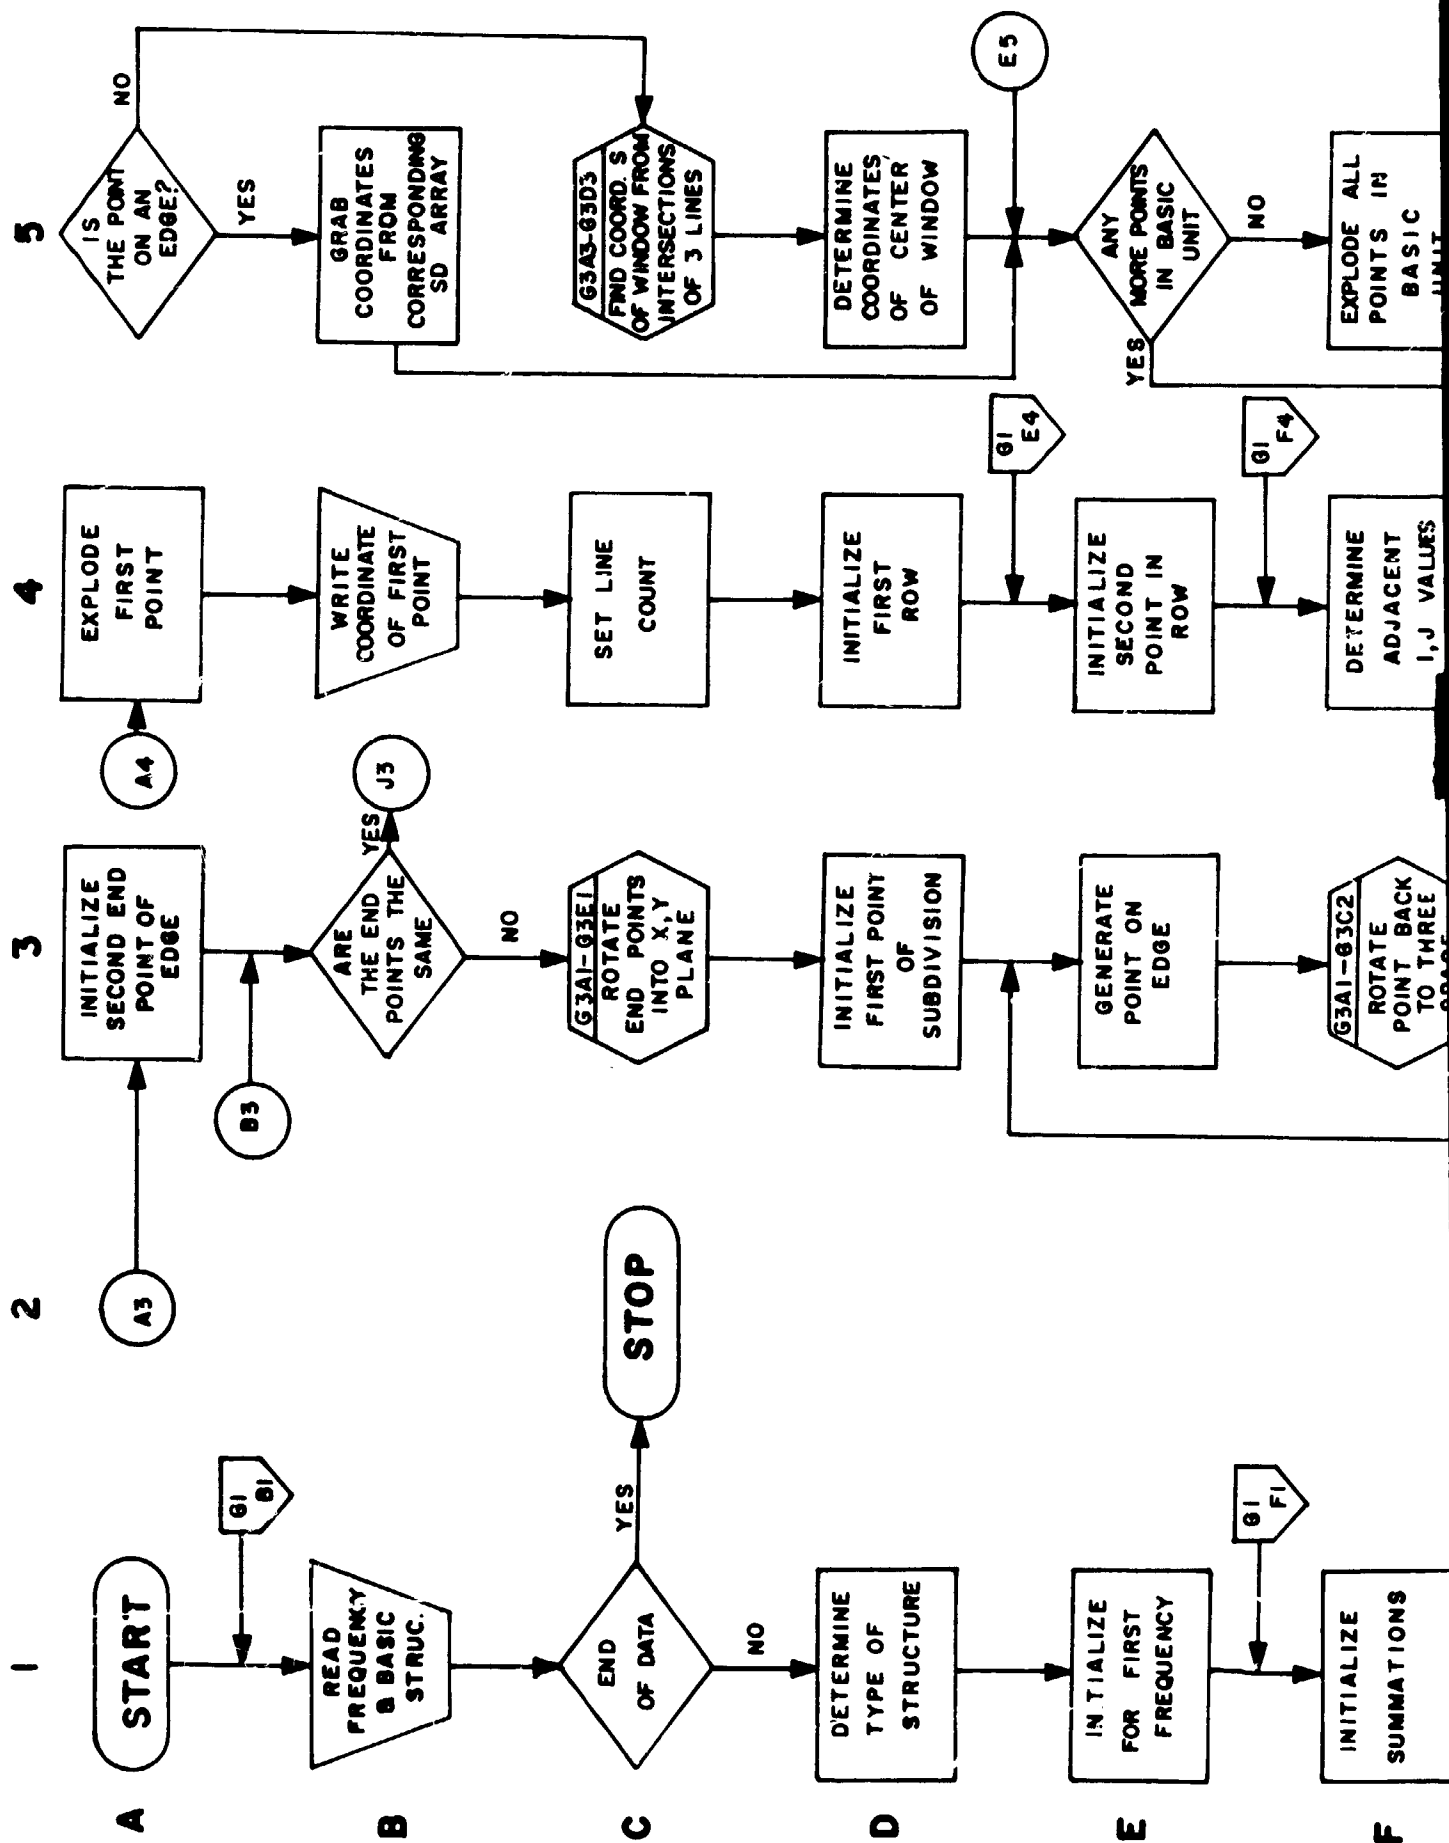 1
2
3
4
5
A
B
C
D
E
F
START
G1
B1
READ
FREQUENCY
& BASIC
STRUC.
END
OF DATA
YES
STOP
NO
DETERMINE
TYPE OF
STRUCTURE
INITIALIZE
FOR FIRST
FREQUENCY
G1
F1
INITIALIZE
SUMMATIONS
A3
INITIALIZE
SECOND END
POINT OF
EDGE
B3
ARE
THE END
POINTS THE
SAME
YES
J3
NO
G3A1-G3E1
ROTATE
END POINTS
INTO X,Y
PLANE
INITIALIZE
FIRST POINT
OF
SUBDIVISION
GENERATE
POINT ON
EDGE
G3A1-G3C2
ROTATE
POINT BACK
TO THREE
A4
EXPLODE
FIRST
POINT
WRITE
COORDINATE
OF FIRST
POINT
SET LINE
COUNT
INITIALIZE
FIRST
ROW
G1
E4
INITIALIZE
SECOND
POINT IN
ROW
G1
F4
DETERMINE
ADJACENT
I,J VALUES
IS
THE POINT
ON AN
EDGE?
NO
YES
GRAB
COORDINATES
FROM
CORRESPONDING
SD ARRAY
G3A3-G3D3
FIND COORD. S
OF WINDOW FROM
INTERSECTIONS
OF 3 LINES
DETERMINE
COORDINATES
OF CENTER
OF WINDOW
E5
ANY
MORE POINTS
IN BASIC
UNIT
YES
NO
EXPLODE ALL
POINTS IN
BASIC